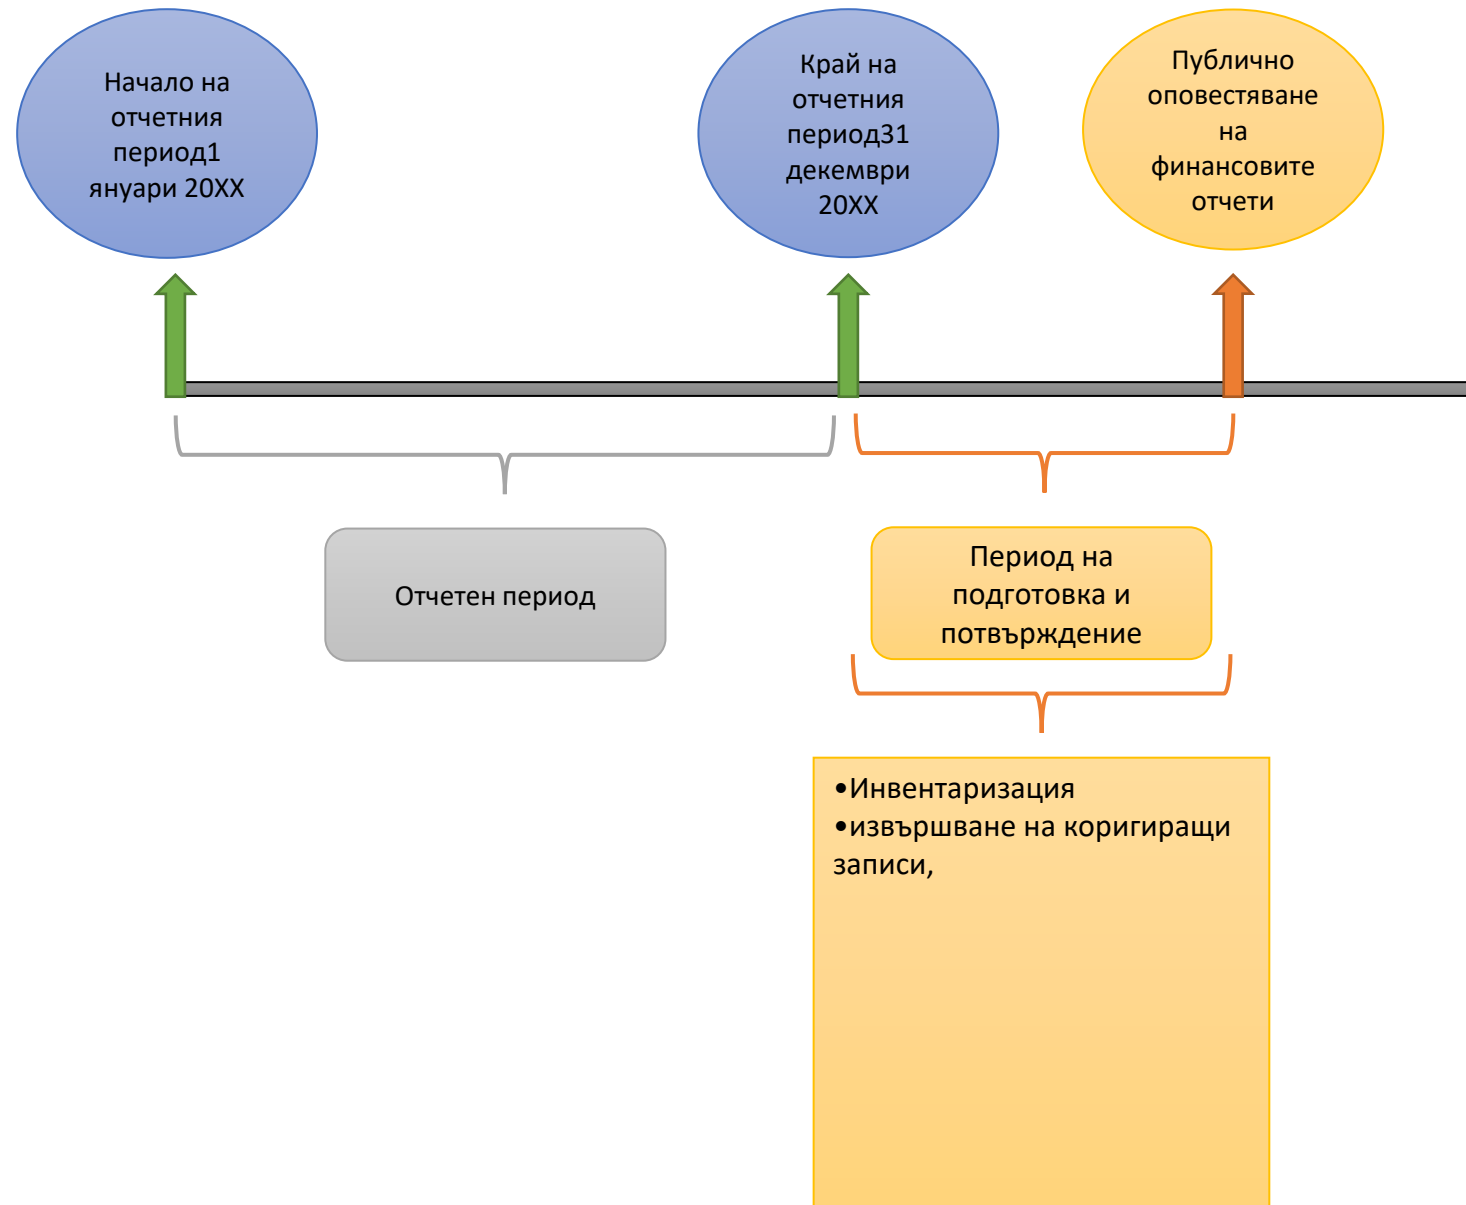 Начало на
отчетния
период1
януари 20XX
Край на
отчетния
период31
декември
20XX
Публично
оповестяване
на
финансовите
отчети
Отчетен период
Период на
подготовка и
потвърждение
•Инвентаризация
•извършване на коригиращи
записи,